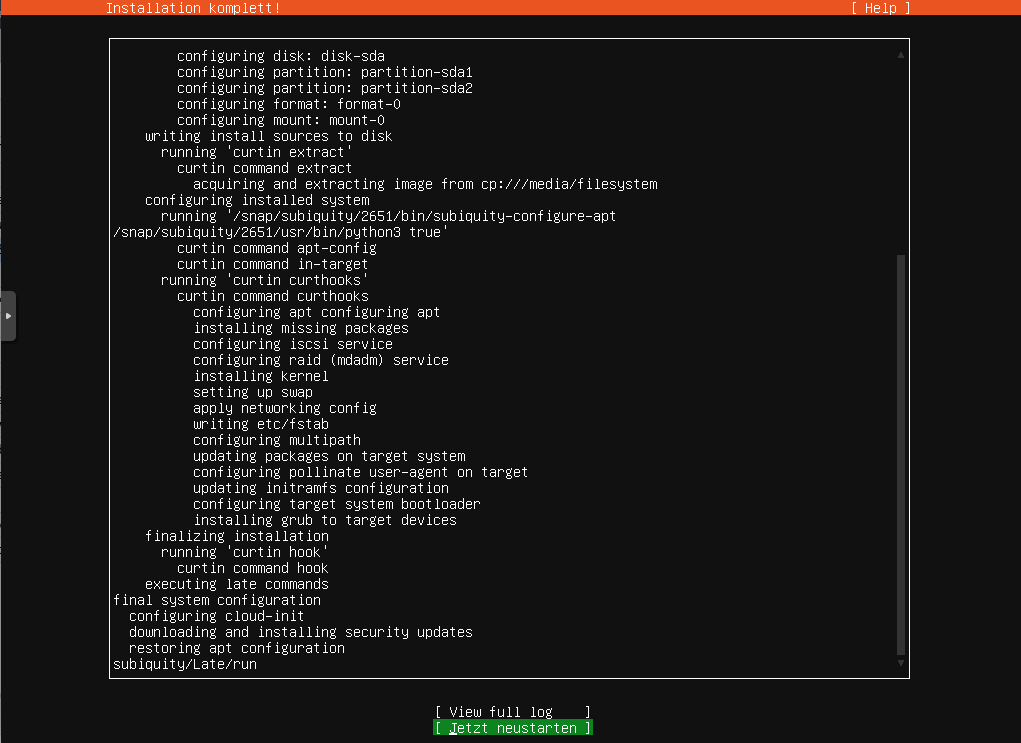 Installation komplett! [ Help ]
configuring disk: disk-sda
configuring partition: partition-sda1
configuring partition: partition-sda2
configuring format: format-0
configuring mount: mount-0
writing install sources to disk
running 'curtin extract'
curtin command extract
acquiring and extracting image from cp:///media/filesystem
configuring installed system
running '/snap/subiquity/2651/bin/subiquity-configure-apt
/snap/subiquity/2651/usr/bin/python3 true'
curtin command apt-config
curtin command in-target
running 'curtin curthooks'
curtin command curthooks
configuring apt configuring apt
installing missing packages
configuring iscsi service
configuring raid (mdadm) service
installing kernel
setting up swap
apply networking config
writing etc/fstab
configuring multipath
updating packages on target system
configuring pollinate user-agent on target
updating initramfs configuration
configuring target system bootloader
installing grub to target devices
finalizing installation
running 'curtin hook'
curtin command hook
executing late commands
final system configuration
configuring cloud-init
downloading and installing security updates
restoring apt configuration
subiquity/Late/run
[ View full log ]
[ Jetzt neustarten ]